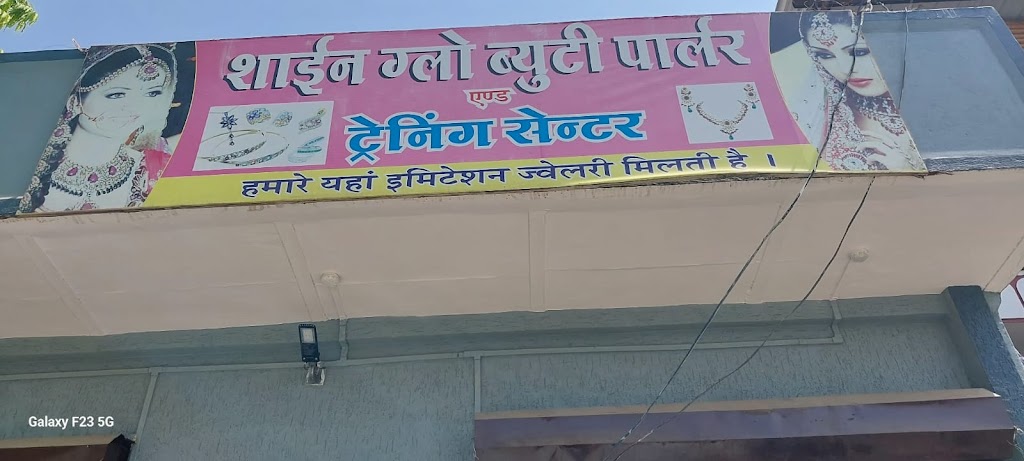 शाईन ग्लो ब्युटी पार्लर
एण्ड
ट्रेनिंग सेन्टर
हमारे यहां इमिटेशन ज्वेलरी मिलती है ।
Galaxy F23 5G